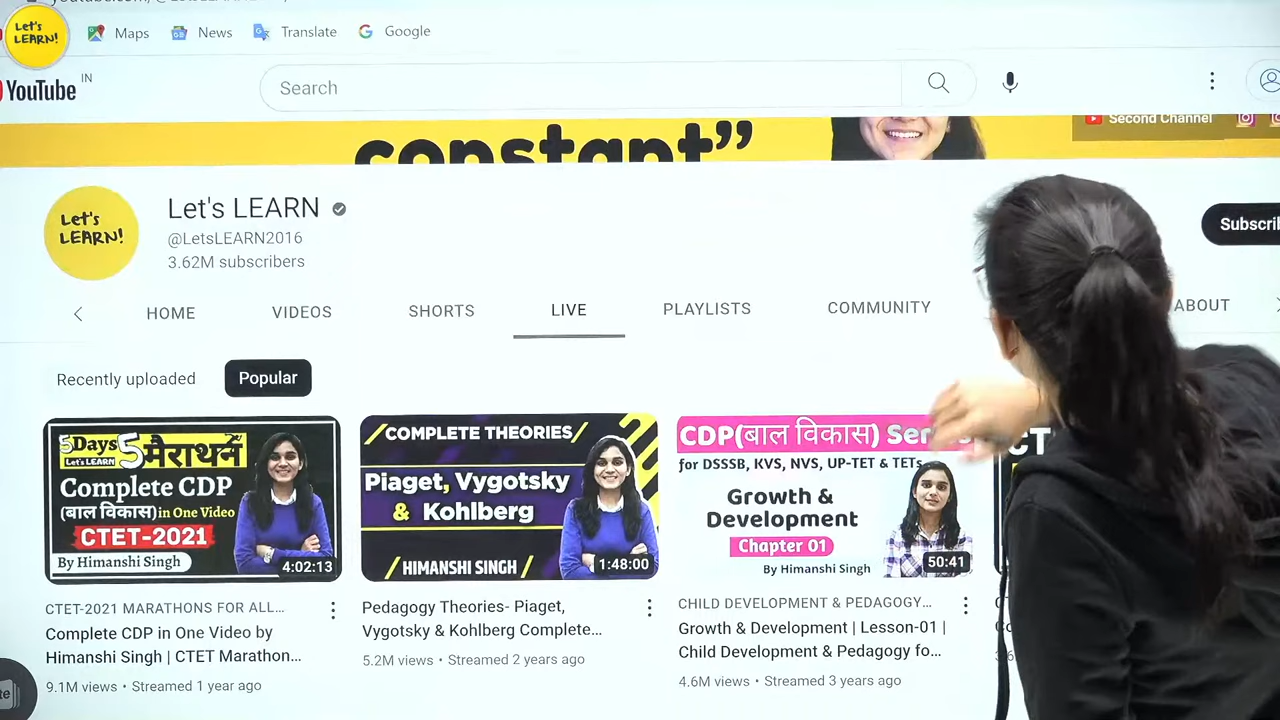 Let's
LEARN!
Maps
News
Translate
Google
YouTube
IN
Search
constant”
Second Channel
Let's
LEARN!
Let's LEARN
@LetsLEARN2016
3.62M subscribers
HOME
VIDEOS
SHORTS
LIVE
PLAYLISTS
COMMUNITY
ABOUT
Recently uploaded
Popular
5Days 5 मैराथन
Let's LEARN
Complete CDP
(बाल विकास) in One Video
CTET-2021
By Himanshi Singh
4:02:13
COMPLETE THEORIES
Piaget, Vygotsky
& Kohlberg
HIMANSHI SINGH
1:48:00
CDP(बाल विकास)
for DSSSB, KVS, NVS, UP-TET & TETs
Growth &
Development
Chapter 01
By Himanshi Singh
50:41
CTET-2021 MARATHONS FOR ALL...
Complete CDP in One Video by
Himanshi Singh | CTET Marathon...
9.1M views • Streamed 1 year ago
Pedagogy Theories- Piaget,
Vygotsky & Kohlberg Complete...
5.2M views • Streamed 2 years ago
CHILD DEVELOPMENT & PEDAGOGY...
Growth & Development | Lesson-01 |
Child Development & Pedagogy fo...
4.6M views • Streamed 3 years ago